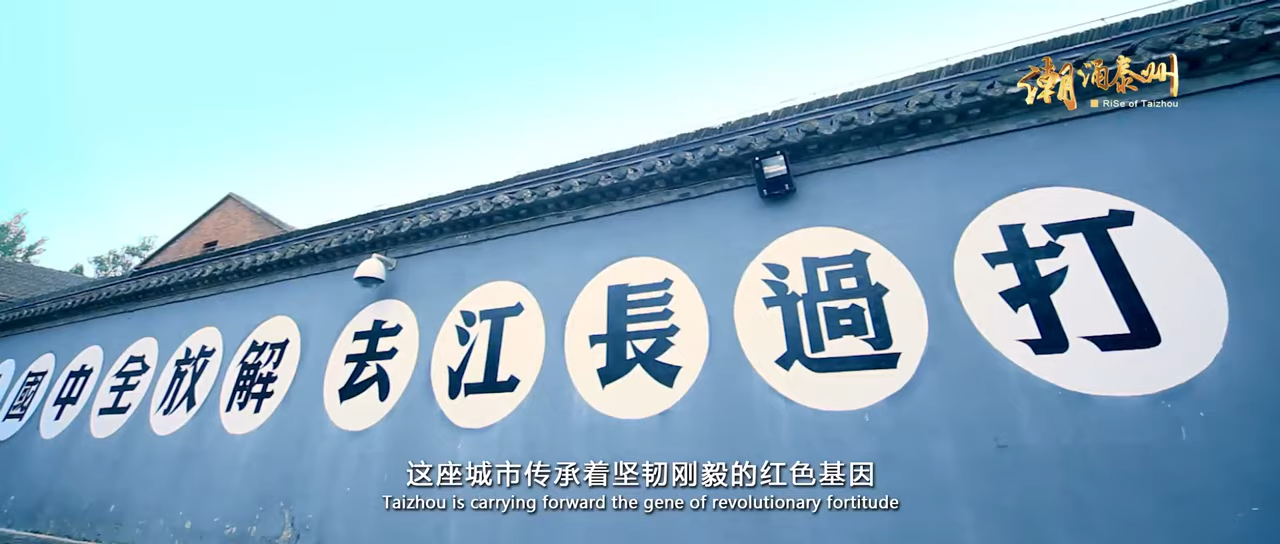 潮涌泰州
RiSe of Taizhou
打過長江去解放全中國
这座城市传承着坚韧刚毅的红色基因
Taizhou is carrying forward the gene of revolutionary fortitude